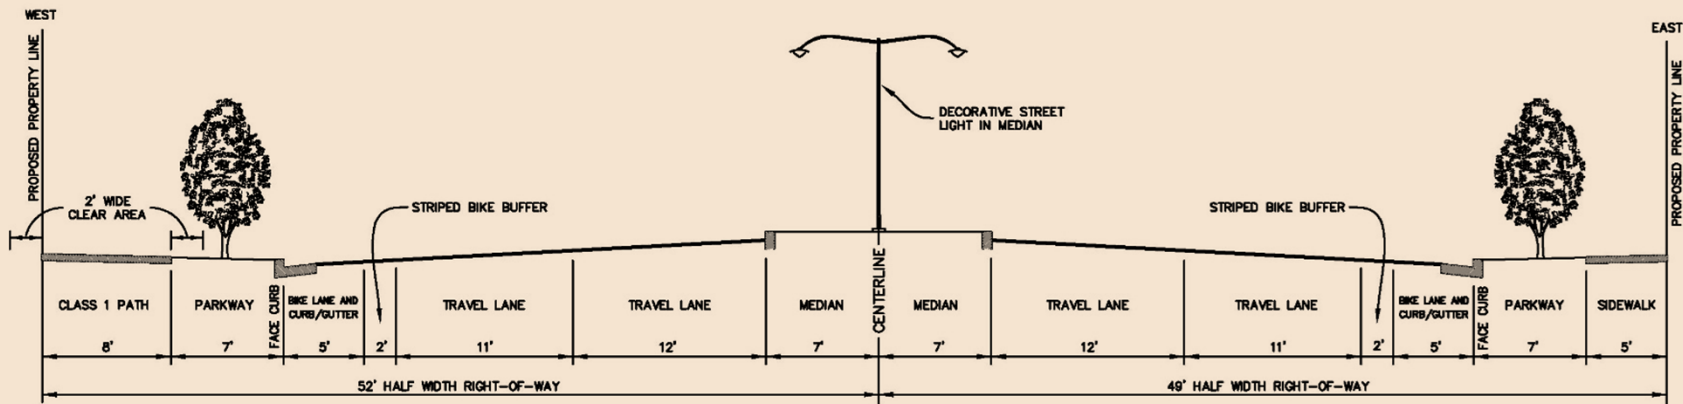 WEST
EAST
PROPOSED PROPERTY LINE
PROPOSED PROPERTY LINE
DECORATIVE STREET
LIGHT IN MEDIAN
2' WIDE
CLEAR AREA
STRIPED BIKE BUFFER
STRIPED BIKE BUFFER
CLASS 1 PATH
PARKWAY
FACE CURB
BIKE LANE AND
CURB/GUTTER
TRAVEL LANE
TRAVEL LANE
MEDIAN
CENTERLINE
MEDIAN
TRAVEL LANE
TRAVEL LANE
BIKE LANE AND
CURB/GUTTER
FACE CURB
PARKWAY
SIDEWALK
8'
7'
5'
2'
11'
12'
7'
7'
12'
11'
2'
5'
7'
5'
52' HALF WIDTH RIGHT-OF-WAY
49' HALF WIDTH RIGHT-OF-WAY